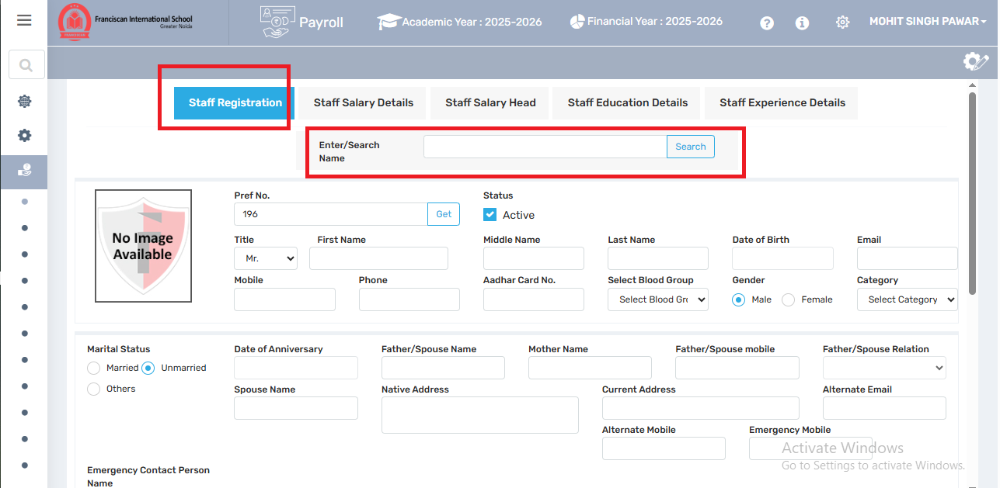 Franciscan International School
Greater Noida
Payroll
Academic Year : 2025-2026
Financial Year : 2025-2026
MOHIT SINGH PAWAR
Staff Registration
Staff Salary Details
Staff Salary Head
Staff Education Details
Staff Experience Details
Enter/Search
Name
Search
No Image
Available
Pref No.
196
Get
Status
Active
Title
First Name
Middle Name
Last Name
Date of Birth
Email
Mr.
Mobile
Phone
Aadhar Card No.
Select Blood Group
Gender
Category
Select Blood Gro
Male
Female
Select Category
Marital Status
Married
Unmarried
Others
Date of Anniversary
Father/Spouse Name
Mother Name
Father/Spouse mobile
Father/Spouse Relation
Spouse Name
Native Address
Current Address
Alternate Email
Alternate Mobile
Emergency Mobile
Emergency Contact Person
Name
Activate Windows
Go to Settings to activate Windows.